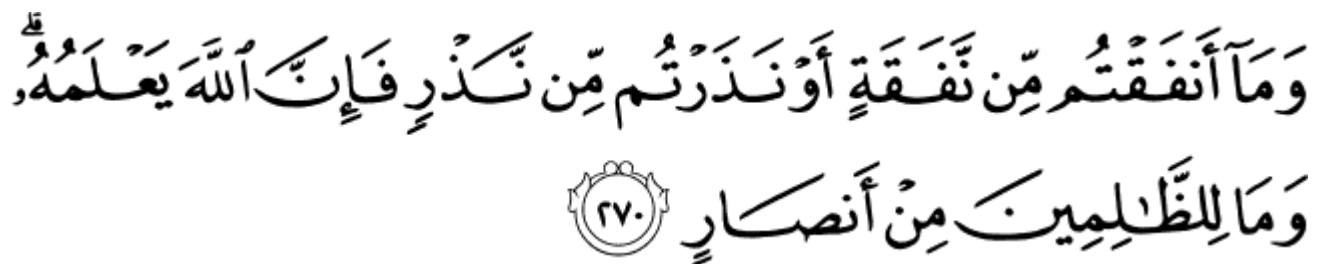 وَمَآ أَنفَقْتُم مِّن نَّفَقَةٍ أَوْ نَذَرْتُم مِّن نَّذْرٍ فَإِنَّ ٱللَّهَ يَعْلَمُهُۥۗ
وَمَا لِلظَّـٰلِمِينَ مِنْ أَنصَارٍ ٢٧٠